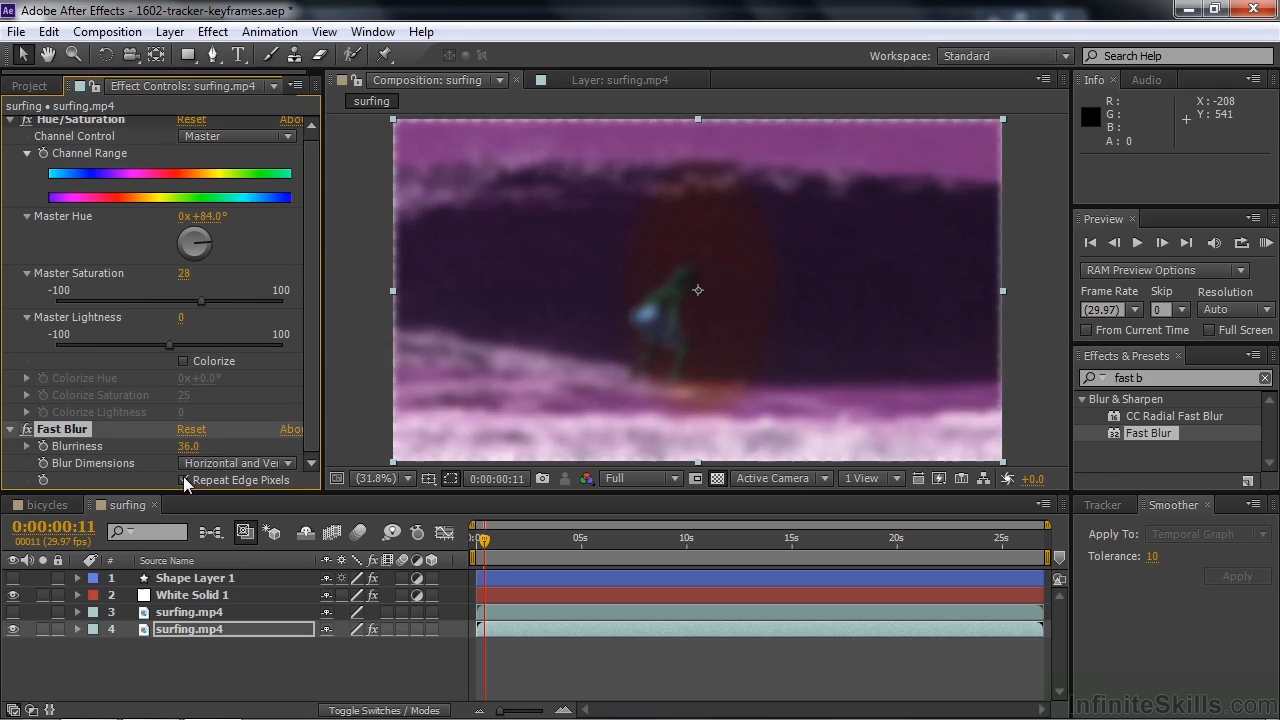 Adobe After Effects - 1602-tracker-keyframes.aep *
File Edit Composition Layer Effect Animation View Window Help
Workspace: Standard Search Help
Project Effect Controls: surfing.mp4 Composition: surfing Layer: surfing.mp4 Info Audio
surfing • surfing.mp4
surfing
Hue/Saturation Reset Abou
Channel Control Master
Channel Range
Master Hue 0x+84.0°
Master Saturation 28
-100 100
Master Lightness 0
-100 100
Colorize
Colorize Hue 0x+0.0°
Colorize Saturation 25
Colorize Lightness 0
Fast Blur Reset Abou
Blurriness 36.0
Blur Dimensions Horizontal and Ver
Repeat Edge Pixels
(31.8%) 0:00:00:11 Full Active Camera 1 View +0.0
R: X: -208
G: Y: 541
B:
A: 0
Preview
RAM Preview Options
Frame Rate Skip Resolution
(29.97) 0 Auto
From Current Time Full Screen
Effects & Presets
fast b
Blur & Sharpen
CC Radial Fast Blur
Fast Blur
bicycles surfing
0:00:00:11
00011 (29.97 fps)
05s 10s 15s 20s 25s
# Source Name
1 Shape Layer 1
2 White Solid 1
3 surfing.mp4
4 surfing.mp4
Toggle Switches / Modes
Tracker Smoother
Apply To: Temporal Graph
Tolerance: 10
Apply
InfiniteSkills.com